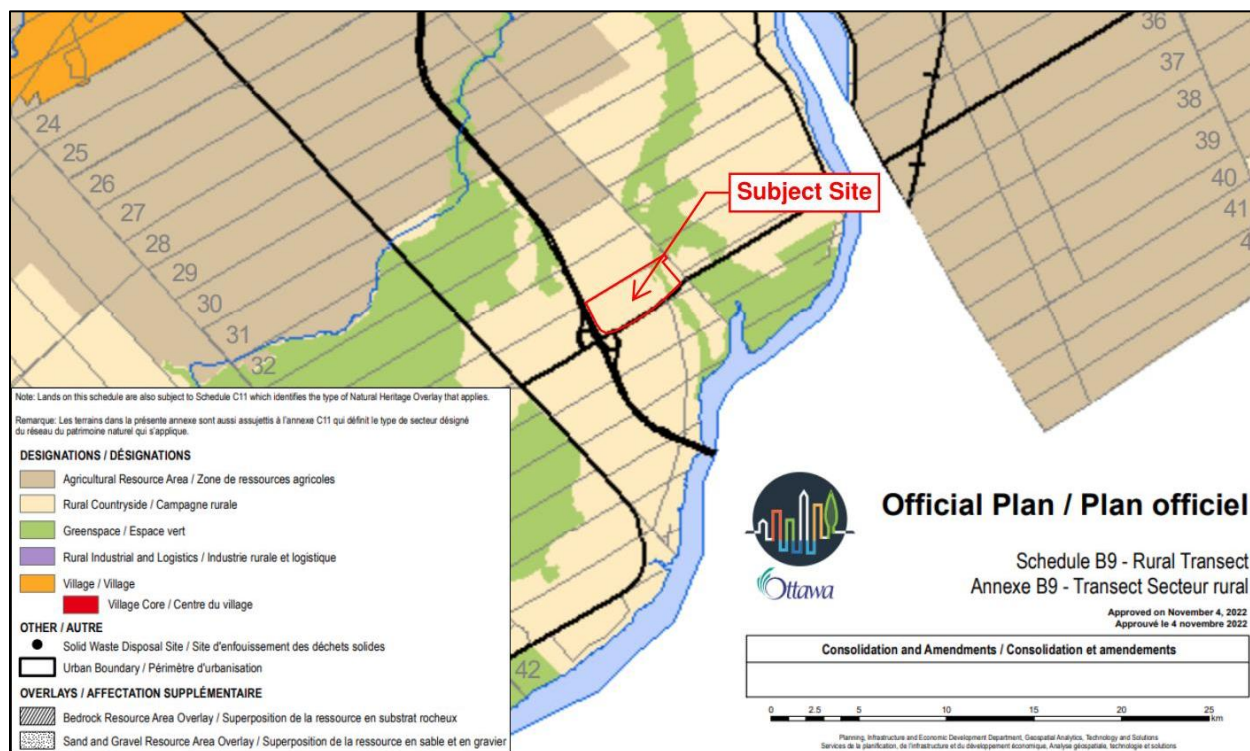 36
37
38
39
40
41
24
25
26
27
28
29
30
31
32
42
Subject Site
Note: Lands on this schedule are also subject to Schedule C11 which identifies the type of Natural Heritage Overlay that applies.
Remarque: Les terrains dans la présente annexe sont aussi assujettis à l'annexe C11 qui définit le type de secteur désigné
du réseau du patrimoine naturel qui s'applique.
DESIGNATIONS / DÉSIGNATIONS
Agricultural Resource Area / Zone de ressources agricoles
Rural Countryside / Campagne rurale
Greenspace / Espace vert
Rural Industrial and Logistics / Industrie rurale et logistique
Village / Village
Village Core / Centre du village
OTHER / AUTRE
Solid Waste Disposal Site / Site d'enfouissement des déchets solides
Urban Boundary / Périmètre d'urbanisation
OVERLAYS / AFFECTATION SUPPLÉMENTAIRE
Bedrock Resource Area Overlay / Superposition de la ressource en substrat rocheux
Sand and Gravel Resource Area Overlay / Superposition de la ressource en sable et en gravier
Ottawa
Official Plan / Plan officiel
Schedule B9 - Rural Transect
Annexe B9 - Transect Secteur rural
Approved on November 4, 2022
Approuvé le 4 novembre 2022
Consolidation and Amendments / Consolidation et amendements
0 2.5 5 10 15 20 25
km
Planning, Infrastructure and Economic Development Department, Geospatial Analytics, Technology and Solutions
Services de la planification, de l'infrastructure et du développement économique, Analyse géospatiale, technologie et solutions